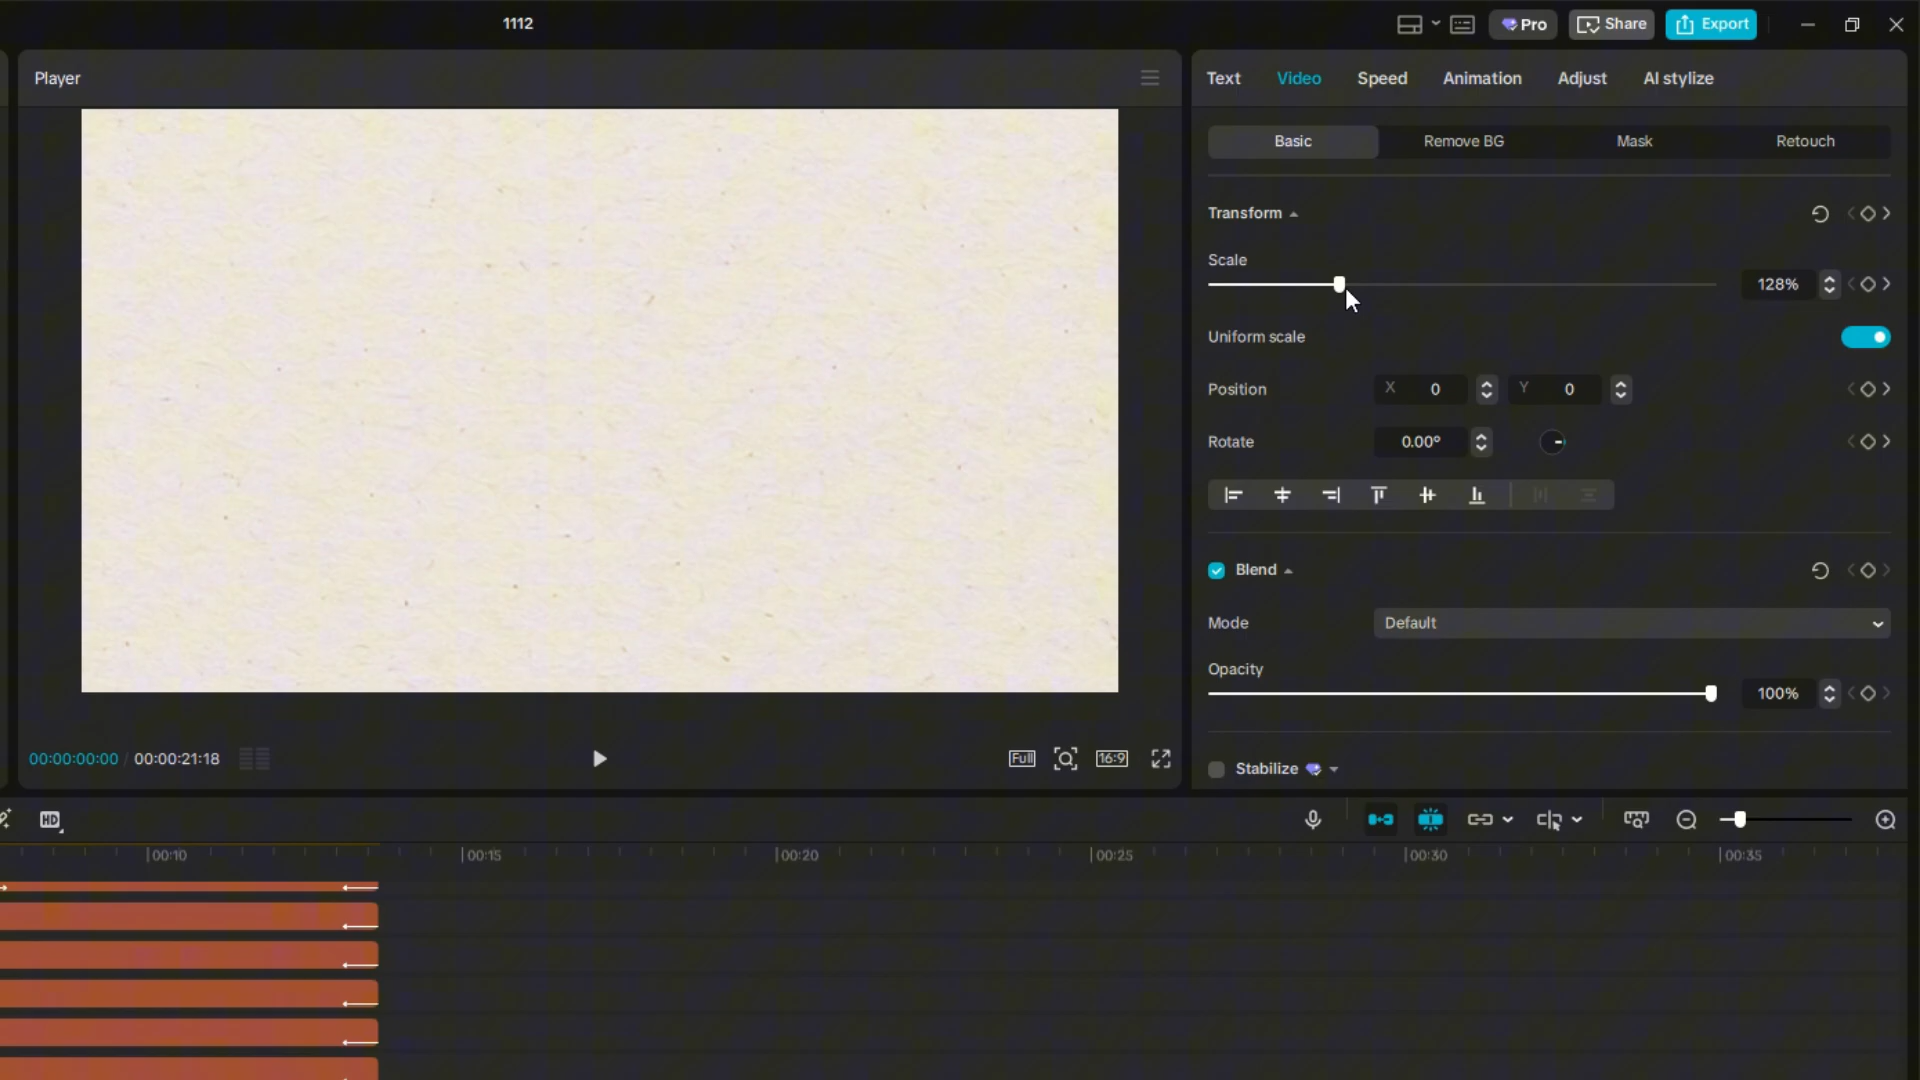 1112
Pro
Share
Export
Player
Text Video Speed Animation Adjust AI stylize
Basic Remove BG Mask Retouch
Transform
Scale
128%
Uniform scale
Position X 0 Y 0
Rotate 0.00°
Blend
Mode Default
Opacity
100%
Stabilize
00:00:00:00 / 00:00:21:18
Full 16:9
HD
00:10 00:15 00:20 00:25 00:30 00:35